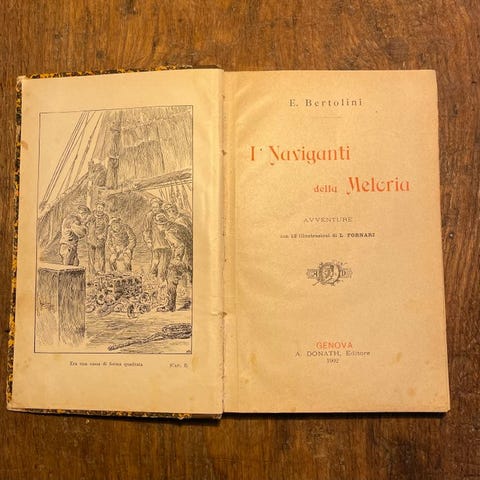 Era una cassa di forma quadrata (CAP. I).
E. Bertolini
I Naviganti
della Meloria
AVVENTURE
con 12 illustrazioni di L. FORNARI
GENOVA
A. DONATH, Editore
1902